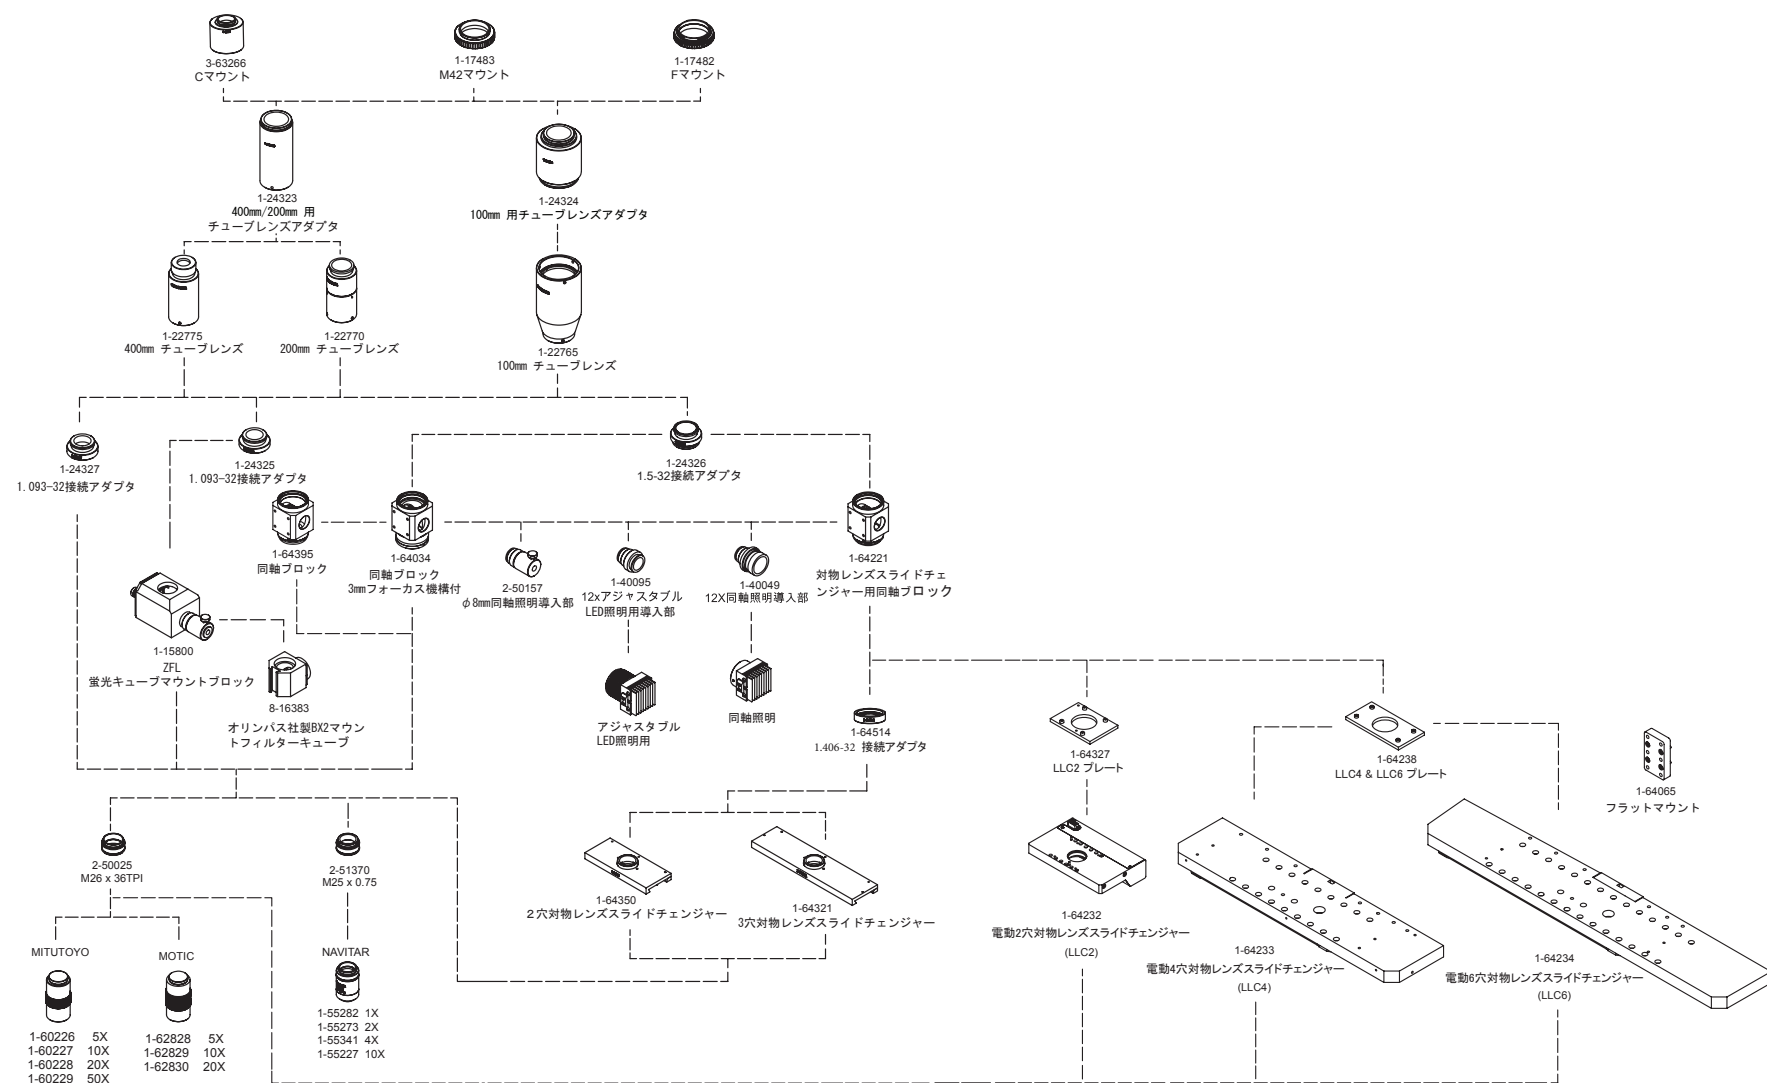 3-63266
Cマウント
1-17483
M42マウント
1-17482
Fマウント
1-24323
400mm/200mm 用
チューブレンズアダプタ
1-24324
100mm 用チューブレンズアダプタ
1-22775
400mm チューブレンズ
1-22770
200mm チューブレンズ
1-22765
100mm チューブレンズ
1-24327
1.093-32接続アダプタ
1-24325
1.093-32接続アダプタ
1-24326
1.5-32接続アダプタ
1-64395
同軸ブロック
1-64034
同軸ブロック
3mmフォーカス機構付
2-50157
φ8mm同軸照明導入部
1-40095
12xアジャスタブル
LED照明用導入部
1-40049
12X同軸照明導入部
1-64221
対物レンズスライドチェ
ンジャー用同軸ブロック
1-15800
ZFL
蛍光キューブマウントブロック
8-16383
オリンパス社製BX2マウン
トフィルターキューブ
アジャスタブル
LED照明用
同軸照明
1-64514
1.406-32 接続アダプタ
1-64327
LLC2 プレート
1-64238
LLC4 & LLC6 プレート
1-64065
フラットマウント
2-50025
M26 x 36TPI
2-51370
M25 x 0.75
1-64350
2穴対物レンズスライドチェンジャー
1-64321
3穴対物レンズスライドチェンジャー
1-64232
電動2穴対物レンズスライドチェンジャー
(LLC2)
1-64233
電動4穴対物レンズスライドチェンジャー
(LLC4)
1-64234
電動6穴対物レンズスライドチェンジャー
(LLC6)
MITUTOYO
MOTIC
NAVITAR
1-60226 5X
1-60227 10X
1-60228 20X
1-60229 50X
1-62828 5X
1-62829 10X
1-62830 20X
1-55282 1X
1-55273 2X
1-55341 4X
1-55227 10X